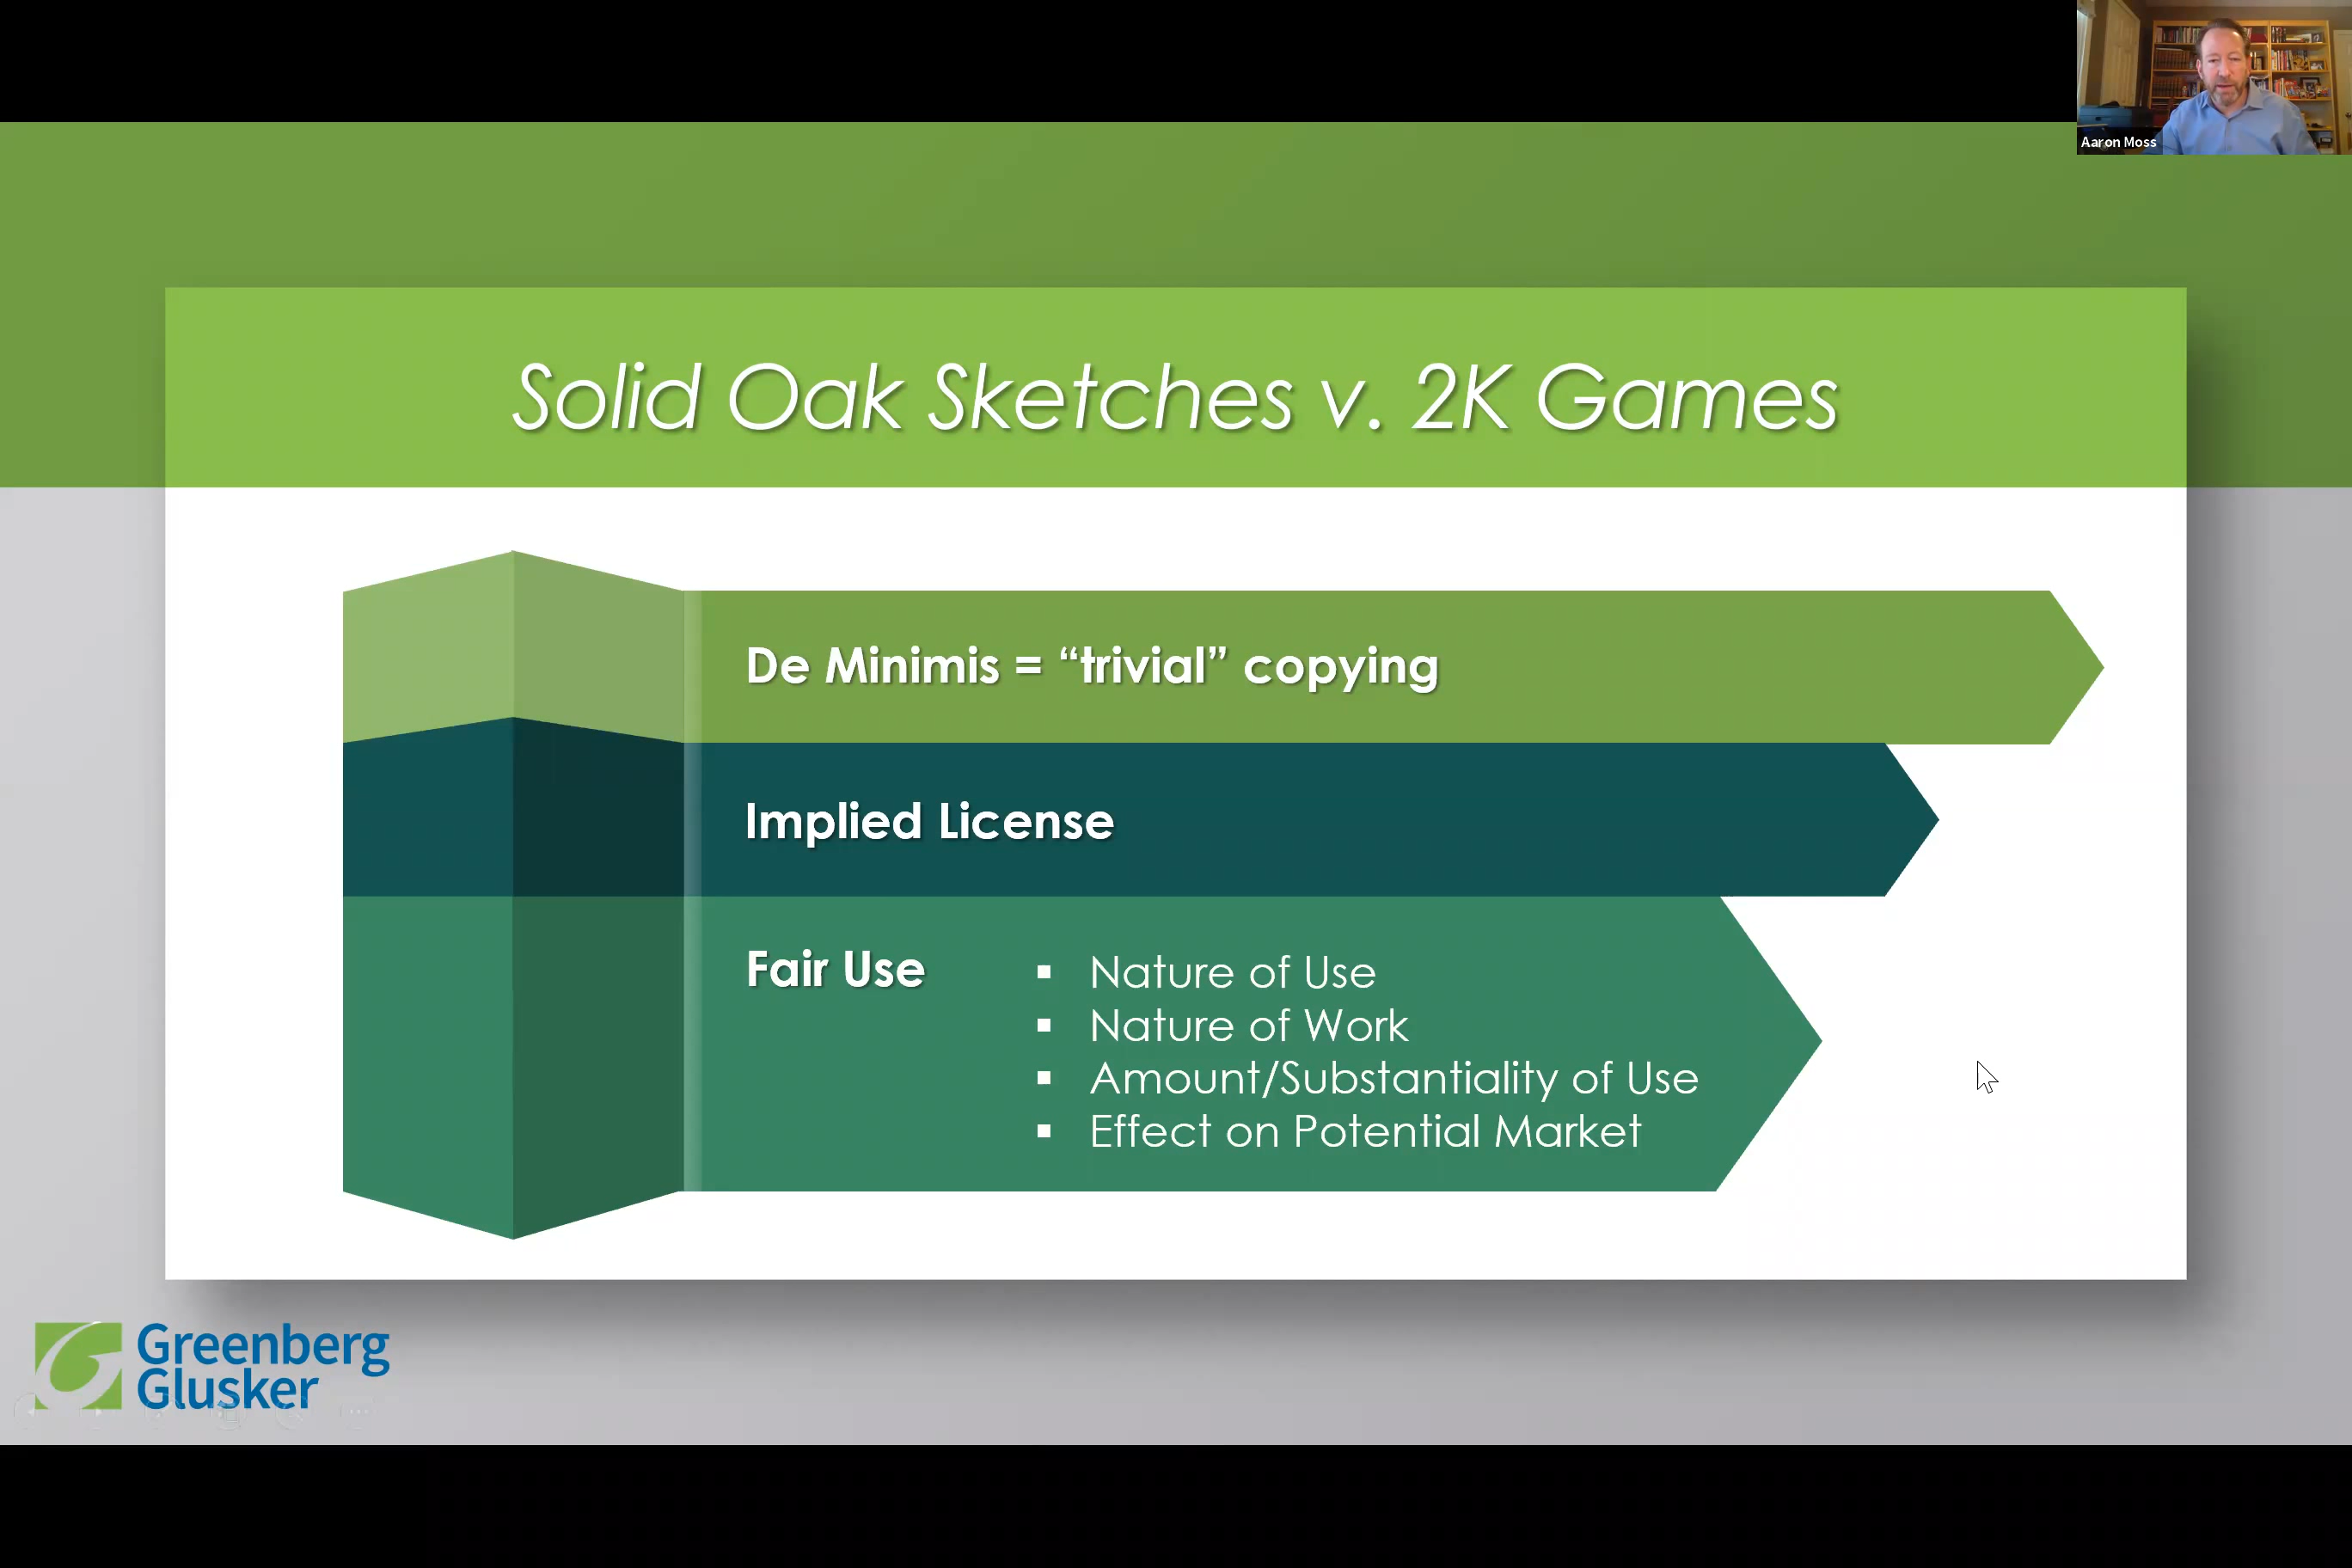 Aaron Moss
Solid Oak Sketches v. 2K Games
De Minimis = “trivial” copying
Implied License
Fair Use
▪ Nature of Use
▪ Nature of Work
▪ Amount/Substantiality of Use
▪ Effect on Potential Market
Greenberg
Glusker